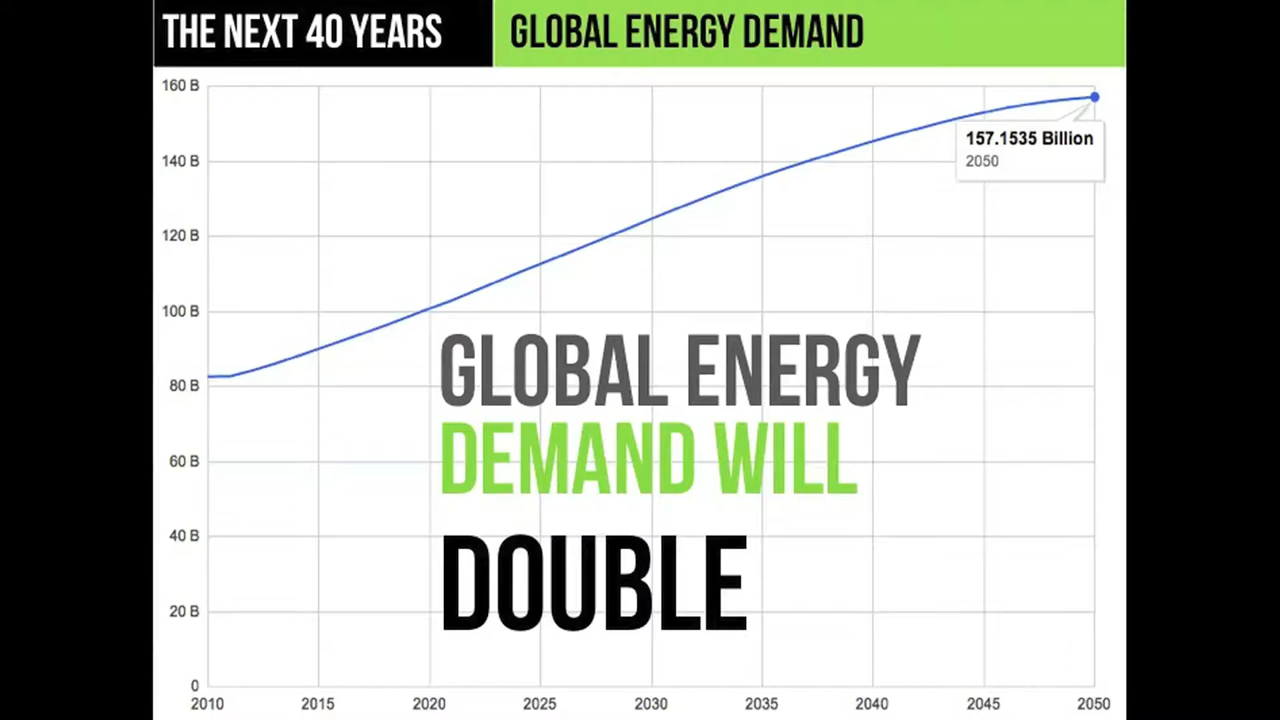 THE NEXT 40 YEARS
GLOBAL ENERGY DEMAND
160 B
157.1535 Billion
2050
140 B
120 B
100 B
GLOBAL ENERGY
80 B
DEMAND WILL
60 B
40 B
DOUBLE
20 B
0
2010 2015 2020 2025 2030 2035 2040 2045 2050